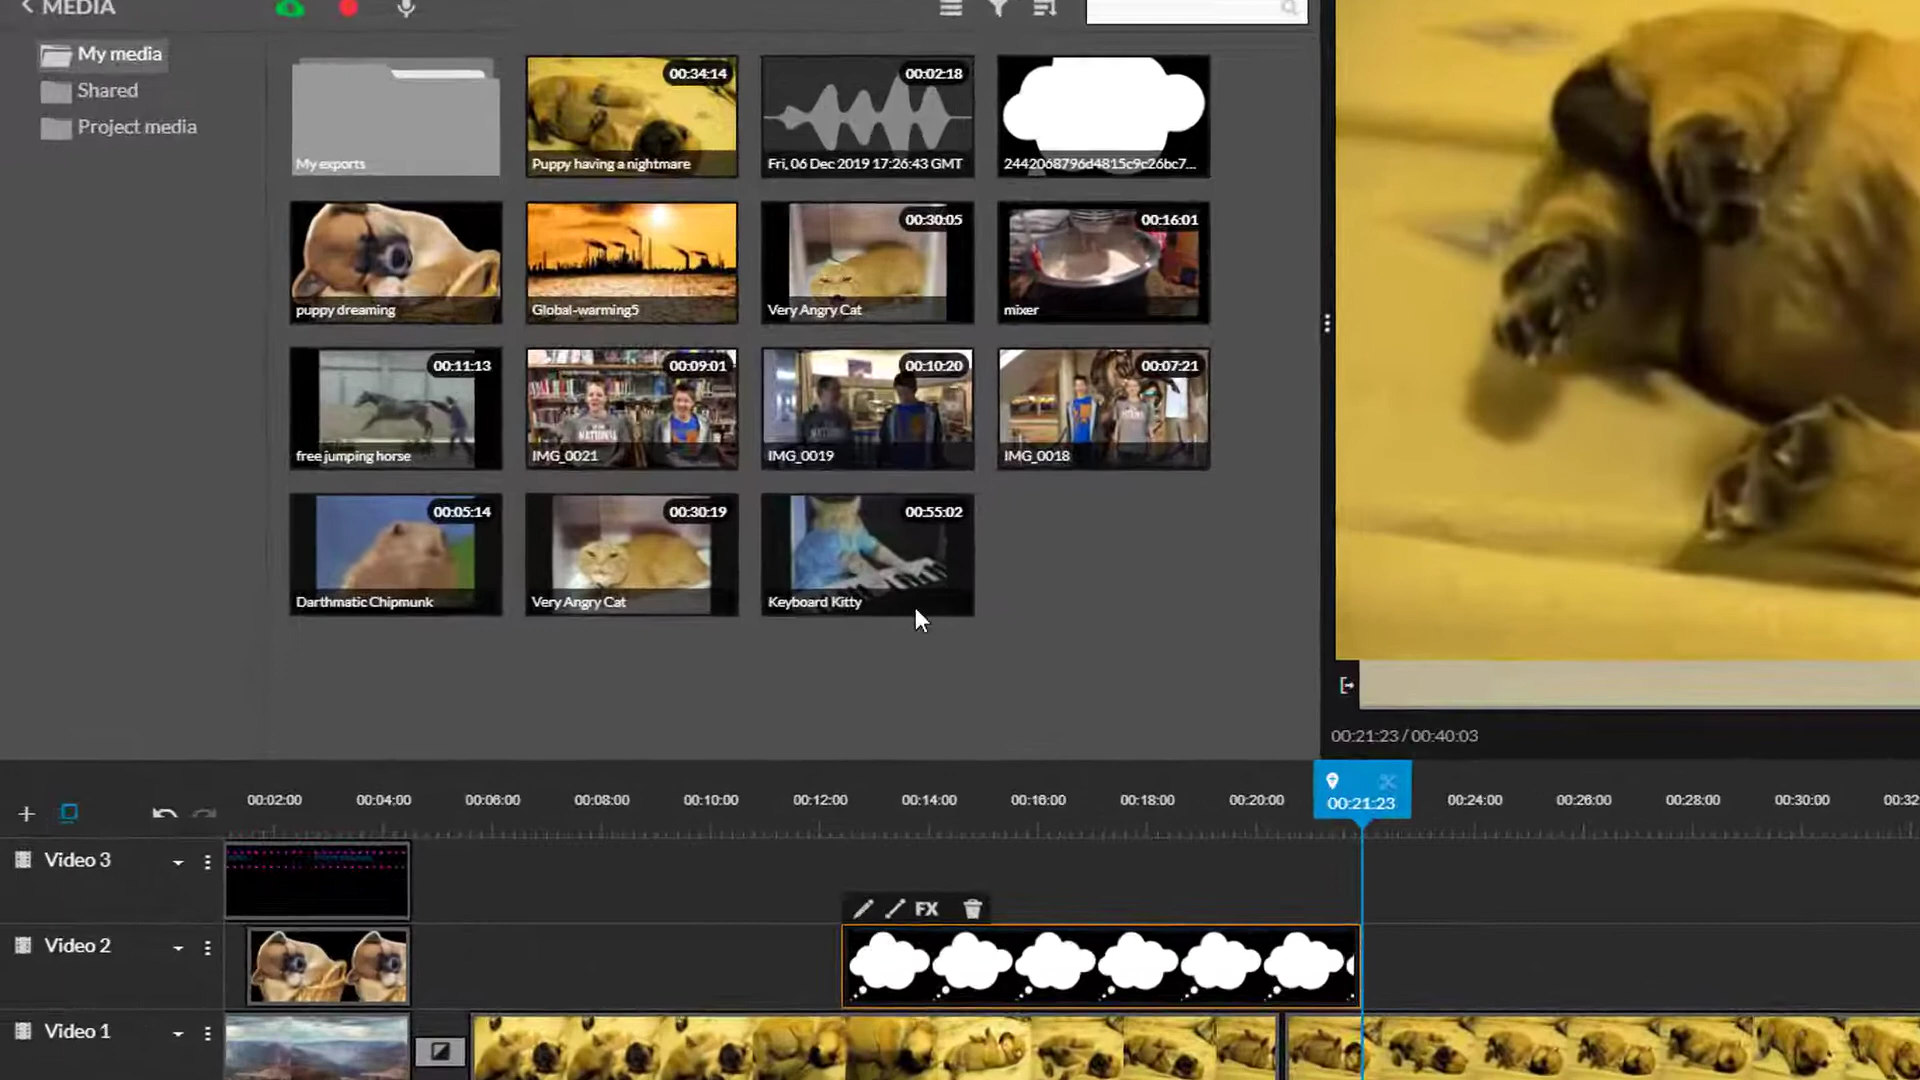 MEDIA
My media
Shared
Project media
My exports
00:34:14
Puppy having a nightmare
00:02:18
Fri, 06 Dec 2019 17:26:43 GMT
2442068796d4815c9c26bc7...
puppy dreaming
Global-warming5
00:30:05
Very Angry Cat
00:16:01
mixer
00:11:13
free jumping horse
00:09:01
IMG_0021
00:10:20
IMG_0019
00:07:21
IMG_0018
00:05:14
Darthmatic Chipmunk
00:30:19
Very Angry Cat
00:55:02
Keyboard Kitty
00:21:23 / 00:40:03
00:02:00 00:04:00 00:06:00 00:08:00 00:10:00 00:12:00 00:14:00 00:16:00 00:18:00 00:20:00 00:21:23 00:24:00 00:26:00 00:28:00 00:30:00 00:32
Video 3
FX
Video 2
Video 1